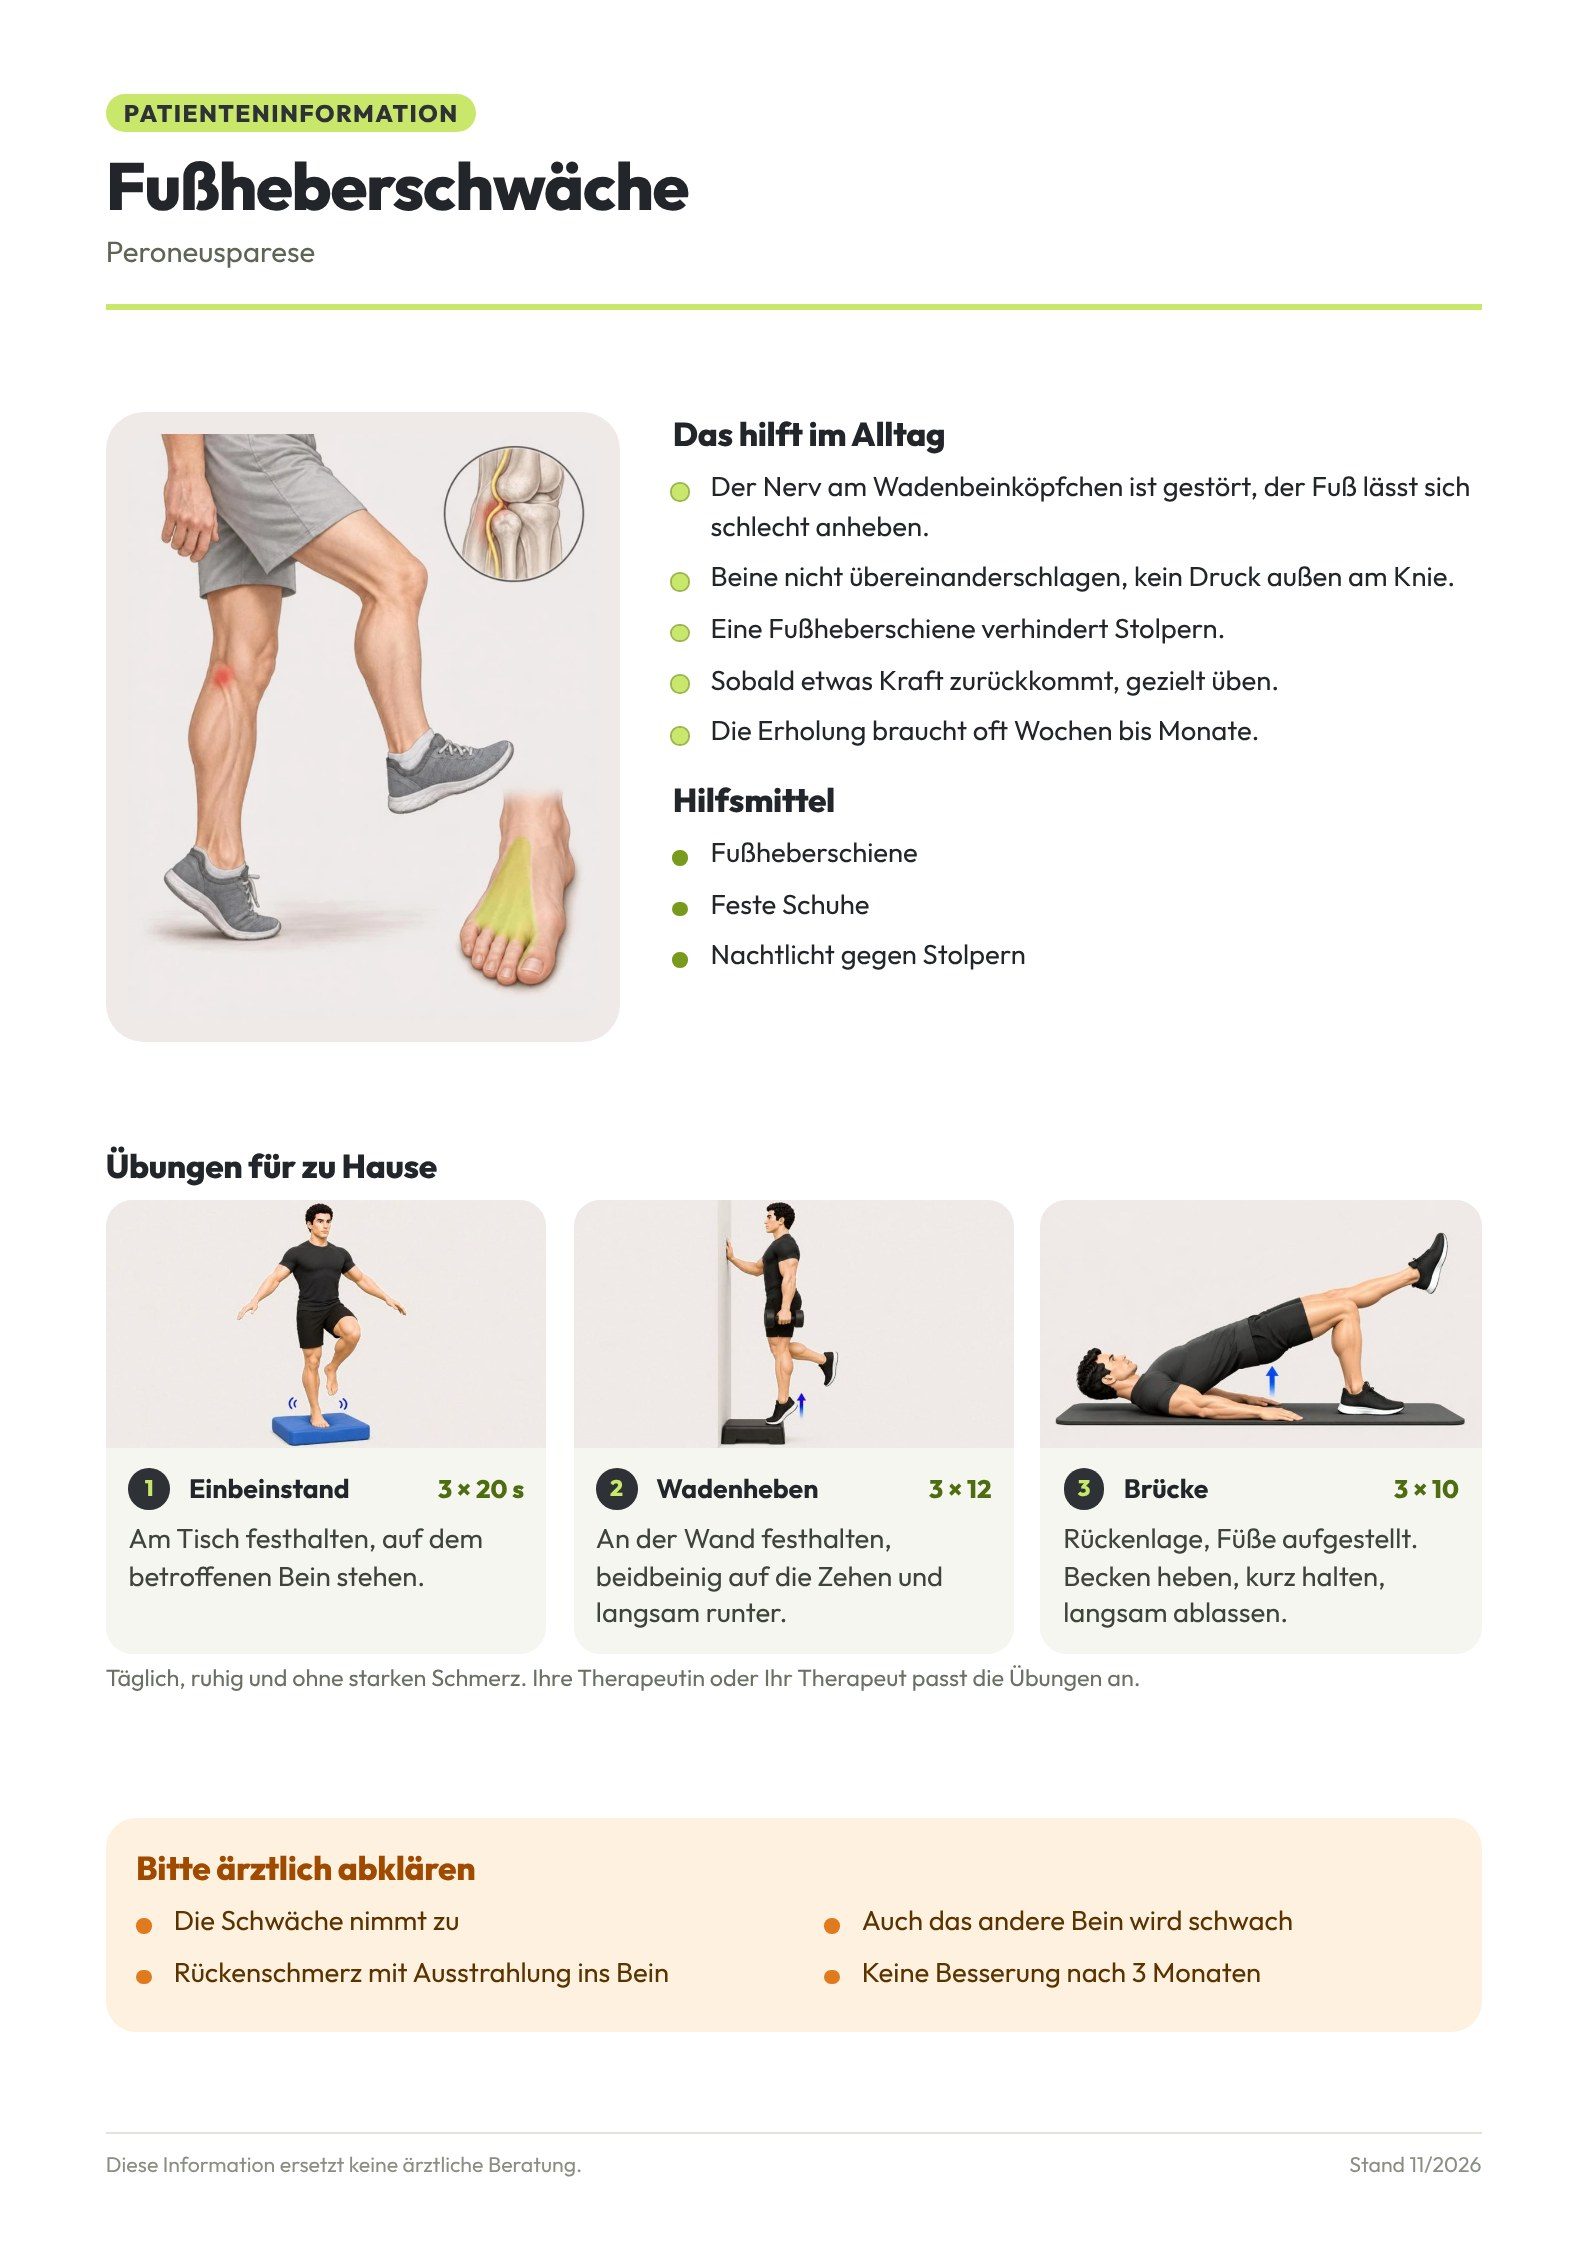 PATIENTENINFORMATION
Fußheberschwäche
Peroneusparese
Das hilft im Alltag
Der Nerv am Wadenbeinköpfchen ist gestört, der Fuß lässt sich
schlecht anheben.
Beine nicht übereinanderschlagen, kein Druck außen am Knie.
Eine Fußheberschiene verhindert Stolpern.
Sobald etwas Kraft zurückkommt, gezielt üben.
Die Erholung braucht oft Wochen bis Monate.
Hilfsmittel
Fußheberschiene
Feste Schuhe
Nachtlicht gegen Stolpern
Übungen für zu Hause
1 Einbeinstand 3 × 20 s
Am Tisch festhalten, auf dem
betroffenen Bein stehen.
2 Wadenheben 3 × 12
An der Wand festhalten,
beidbeinig auf die Zehen und
langsam runter.
3 Brücke 3 × 10
Rückenlage, Füße aufgestellt.
Becken heben, kurz halten,
langsam ablassen.
Täglich, ruhig und ohne starken Schmerz. Ihre Therapeutin oder Ihr Therapeut passt die Übungen an.
Bitte ärztlich abklären
Die Schwäche nimmt zu
Auch das andere Bein wird schwach
Rückenschmerz mit Ausstrahlung ins Bein
Keine Besserung nach 3 Monaten
Diese Information ersetzt keine ärztliche Beratung.
Stand 11/2026